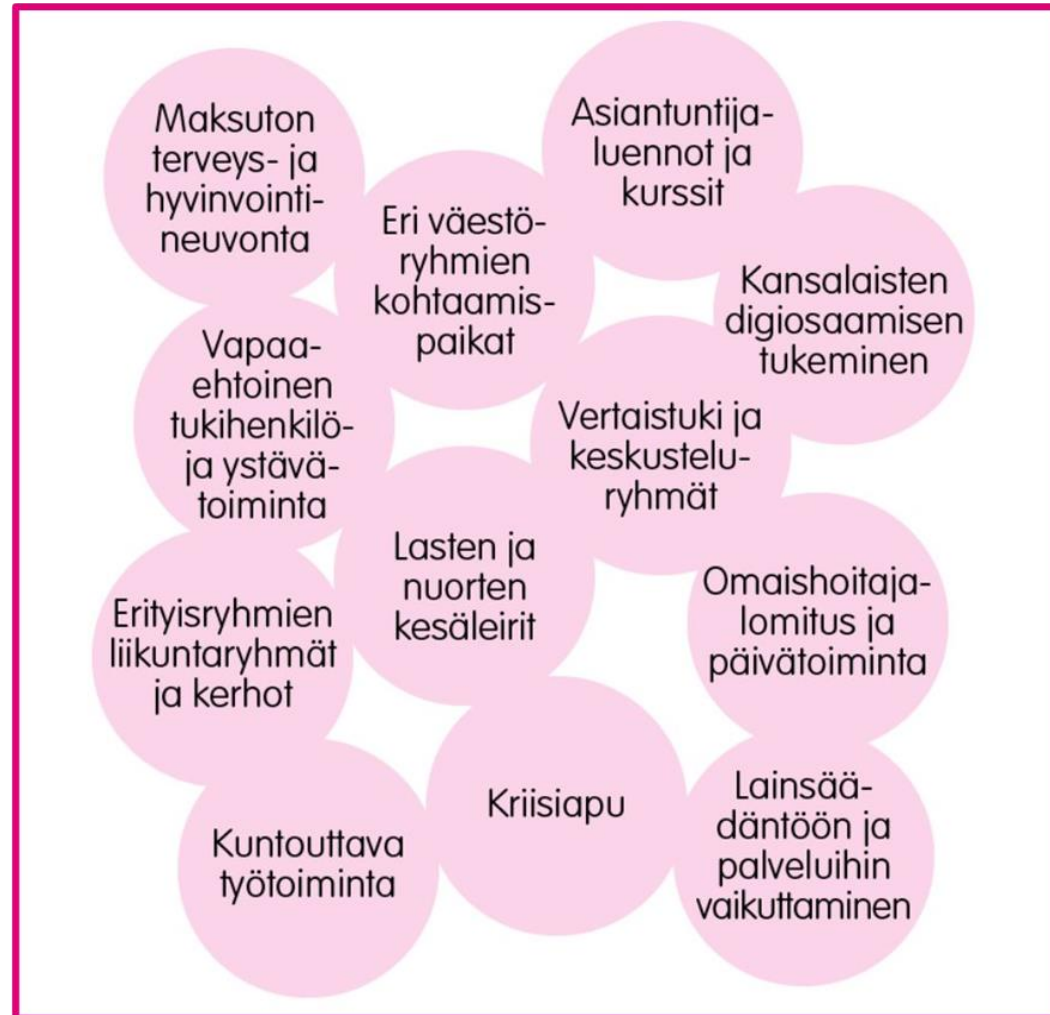 Maksuton
terveys- ja
hyvinvointi-
neuvonta
Asiantuntija-
luennot ja
kurssit
Eri väestö-
ryhmien
kohtaamis-
paikat
Kansalaisten
digiosaamisen
tukeminen
Vapaa-
ehtoinen
tukihenkilö-
ja ystävä-
toiminta
Vertaistuki ja
keskustelu-
ryhmät
Lasten ja
nuorten
kesäleirit
Omaishoitaja-
lomitus ja
päivätoiminta
Erityisryhmien
liikuntaryhmät
ja kerhot
Kriisiapu
Lainsää-
däntöön ja
palveluihin
vaikuttaminen
Kuntouttava
työtoiminta